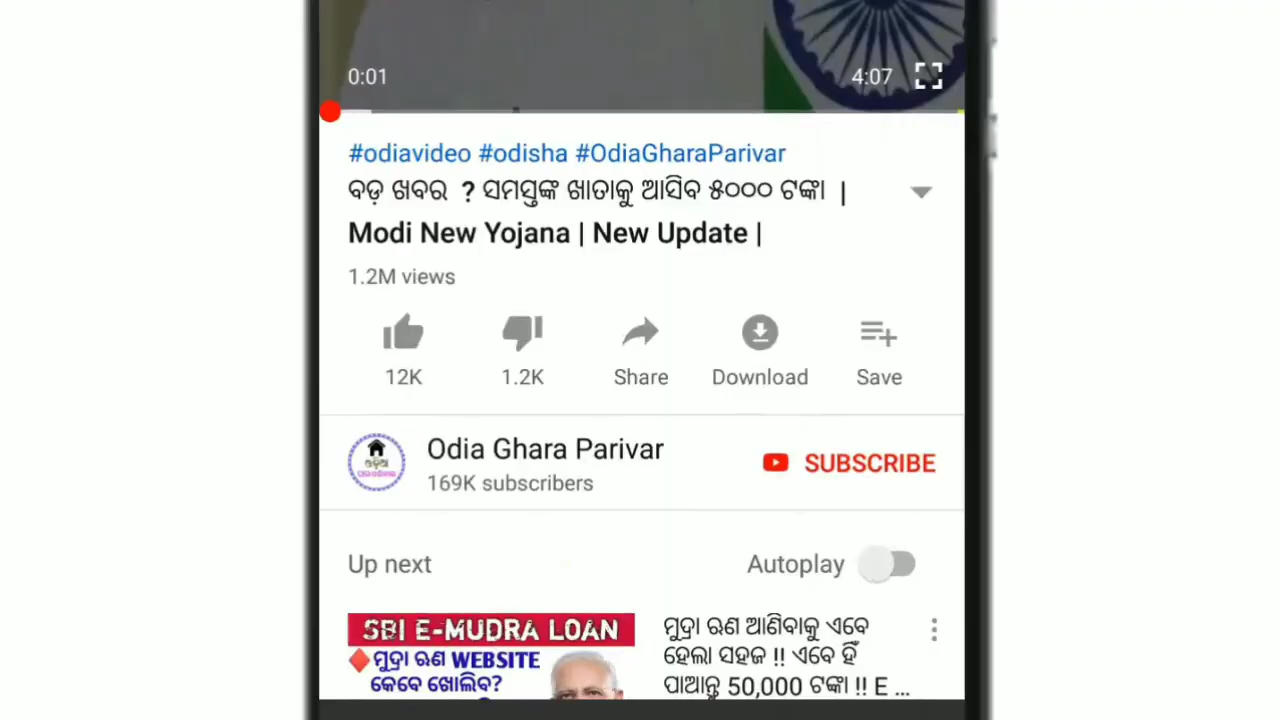 0:01
4:07
#odiavideo #odisha #OdiaGharaParivar
ବଡ଼ ଖବର ? ସମସ୍ତଙ୍କ ଖାତାକୁ ଆସିବ ୫୦୦୦ ଟଙ୍କା |
Modi New Yojana | New Update |
1.2M views
12K
1.2K
Share
Download
Save
ଓଡ଼ିଆ
Odia Ghara Parivar
169K subscribers
SUBSCRIBE
Up next
Autoplay
SBI E-MUDRA LOAN
ମୁଦ୍ରା ଋଣ WEBSITE
କେବେ ଖୋଲିବ?
ମୁଦ୍ରା ଋଣ ଆଣିବାକୁ ଏବେ
ହେଲା ସହଜ !! ଏବେ ହିଁ
ପାଆନ୍ତୁ 50,000 ଟଙ୍କା !! E ...